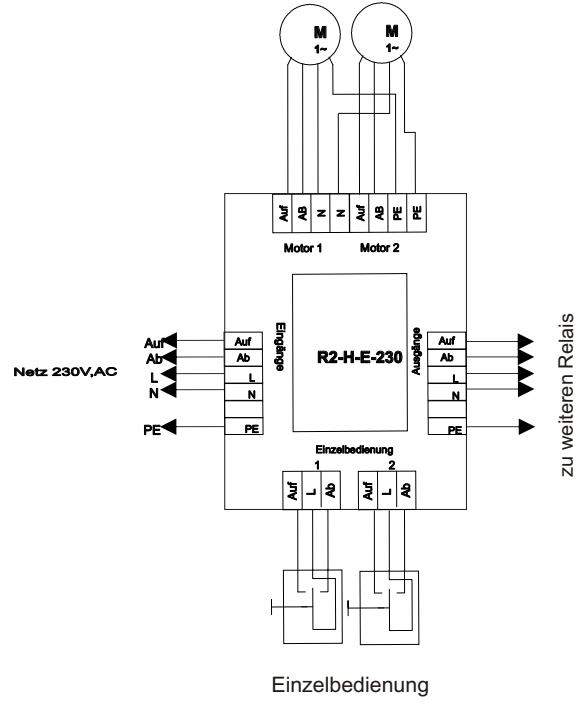 M M
1~ 1~
Auf AB N N Auf AB PE PE
Motor 1 Motor 2
Eingänge
R2-H-E-230
Ausgänge
Netz 230V,AC
Auf Auf
Ab Ab
L L
N N
PE PE
Auf
Ab
L
N
PE
zu weiteren Relais
Einzelbedienung
1 2
Auf L Ab Auf L Ab
Einzelbedienung